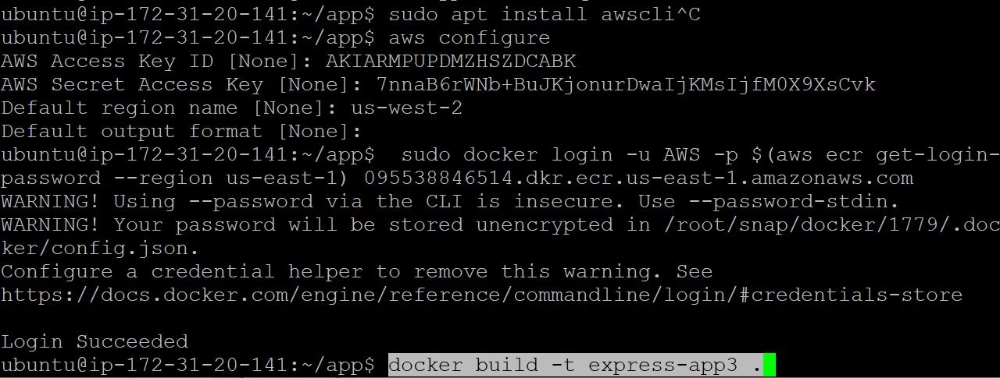 ubuntu@ip-172-31-20-141:~/app$ sudo apt install awscli^C
ubuntu@ip-172-31-20-141:~/app$ aws configure
AWS Access Key ID [None]: AKIARMPUPDMZHSZDCABK
AWS Secret Access Key [None]: 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
Default region name [None]: us-west-2
Default output format [None]:
ubuntu@ip-172-31-20-141:~/app$  sudo docker login -u AWS -p $(aws ecr get-login-
password --region us-east-1) 095538846514.dkr.ecr.us-east-1.amazonaws.com
WARNING! Using --password via the CLI is insecure. Use --password-stdin.
WARNING! Your password will be stored unencrypted in /root/snap/docker/1779/.doc
ker/config.json.
Configure a credential helper to remove this warning. See
https://docs.docker.com/engine/reference/commandline/login/#credentials-store
Login Succeeded
ubuntu@ip-172-31-20-141:~/app$ docker build -t express-app3 .